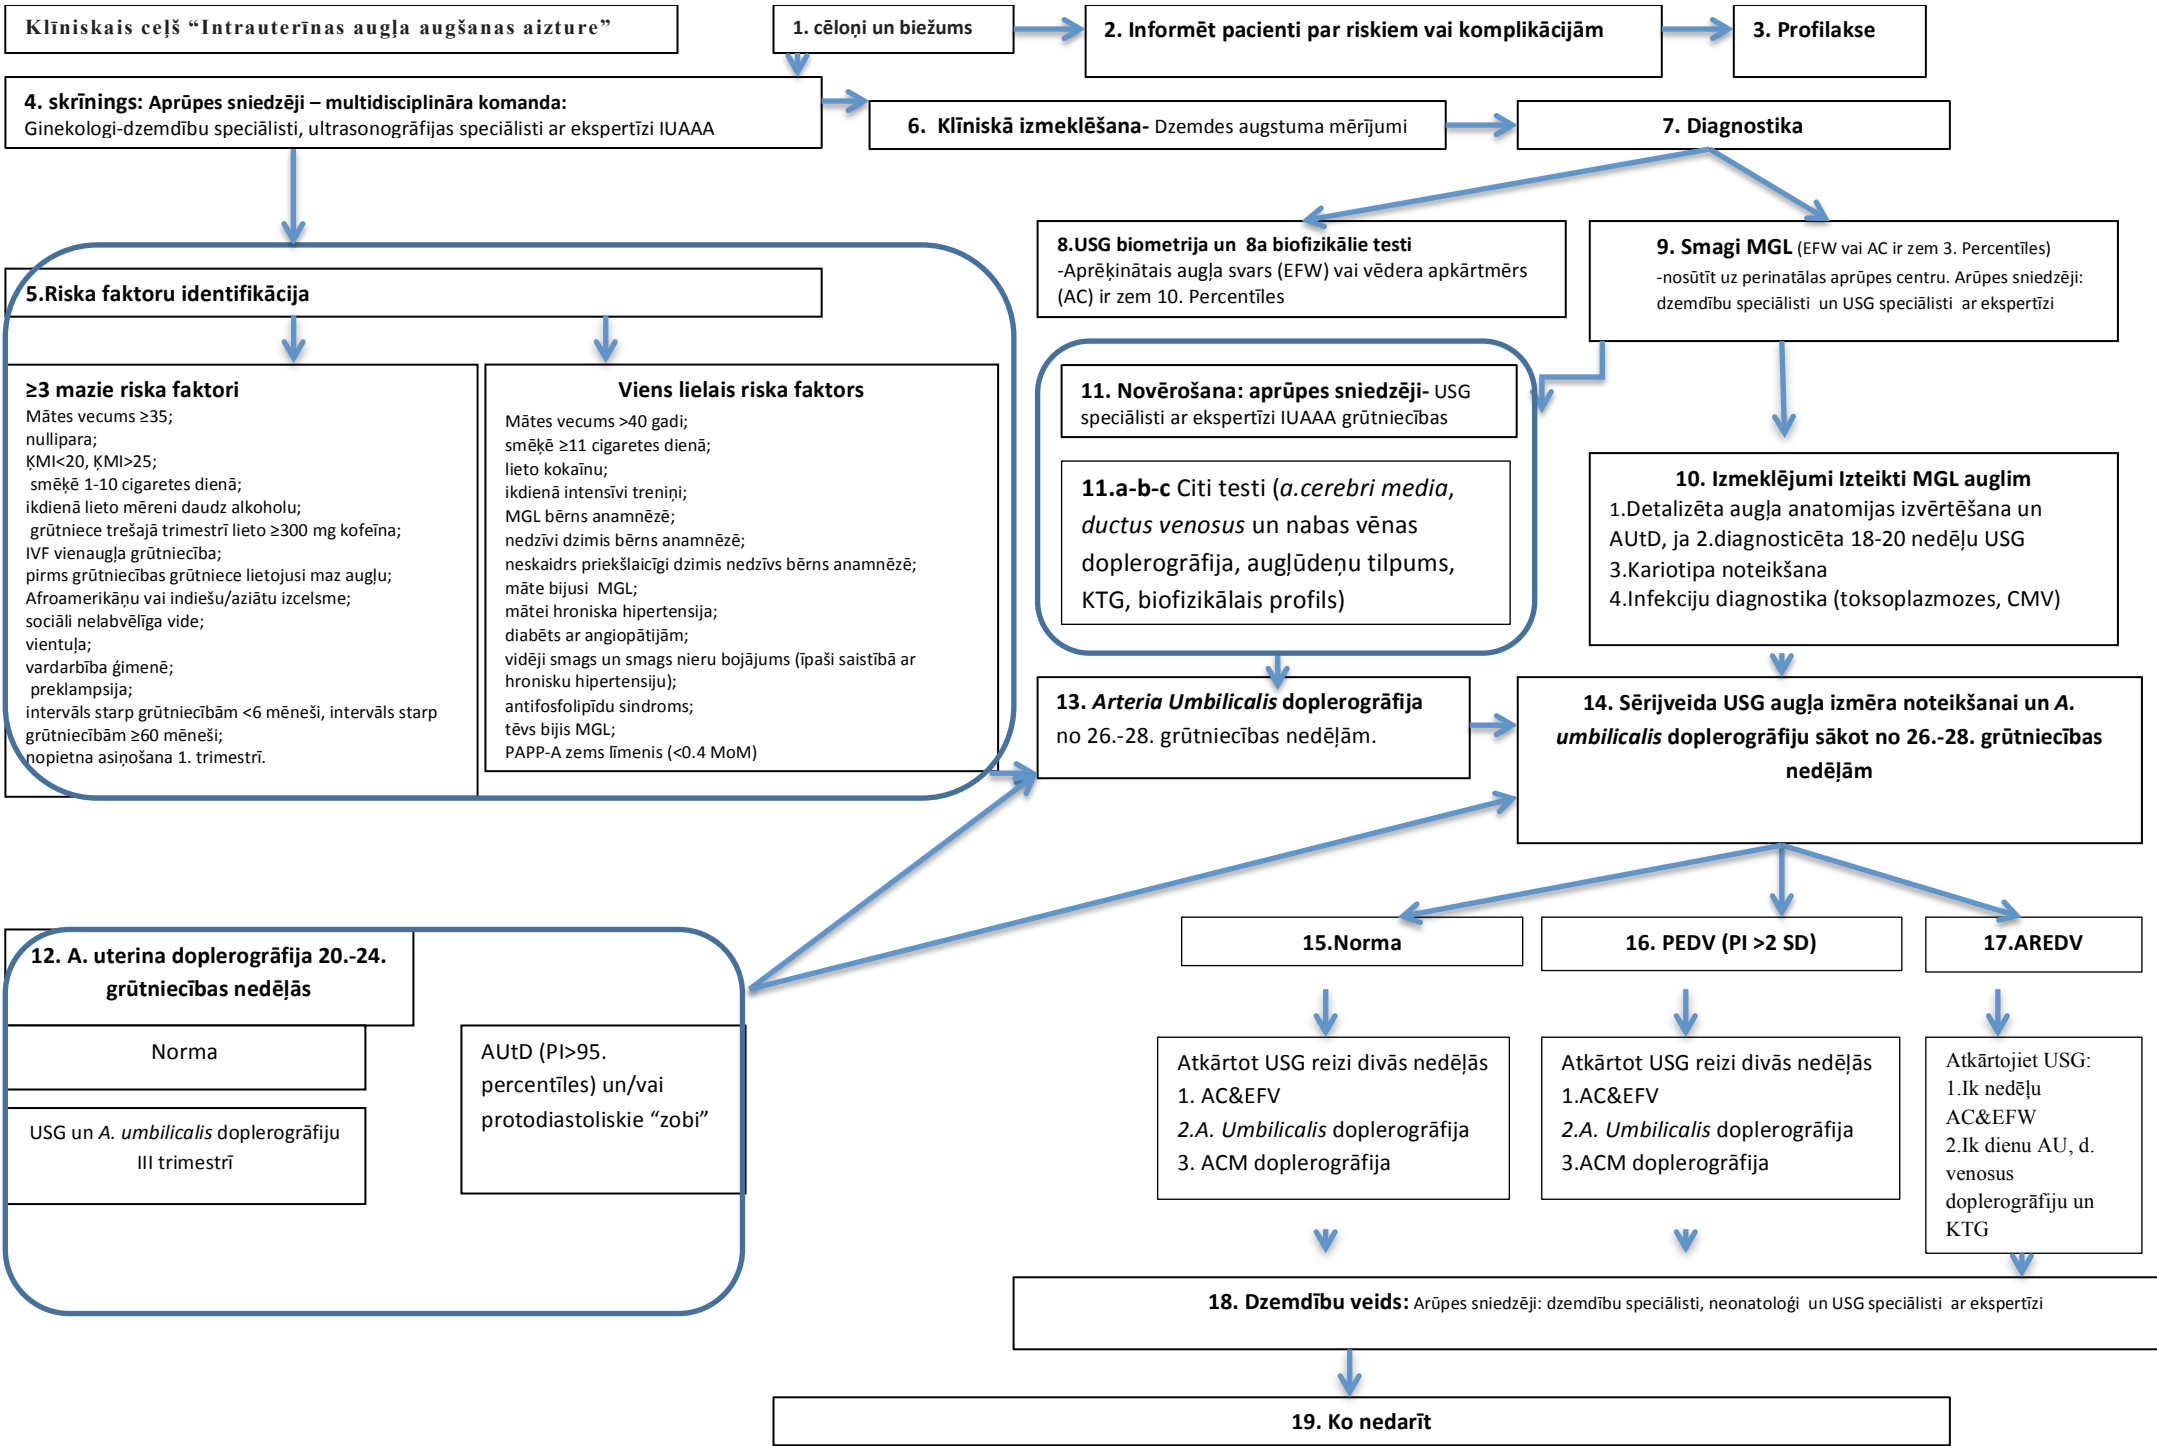 Klīniskais ceļš “Intrauterīnas augļa augšanas aizture”
1. cēloņi un biežums
2. Informēt pacienti par riskiem vai komplikācijām
3. Profilakse
4. skrīnings: Aprūpes sniedzēji – multidisciplināra komanda:
Ginekologi-dzemdību speciālisti, ultrasonogrāfijas speciālisti ar ekspertīzi IUAAA
6. Klīniskā izmeklēšana- Dzemdes augstuma mērījumi
7. Diagnostika
5.Riska faktoru identifikācija
≥3 mazie riska faktori
Mātes vecums ≥35;
nullipara;
ĶMI<20, ĶMI>25;
smēķē 1-10 cigaretes dienā;
ikdienā lieto mēreni daudz alkoholu;
grūtniece trešajā trimestrī lieto ≥300 mg kofeīna;
IVF vienaugļa grūtniecība;
pirms grūtniecības grūtniece lietojusi maz augļu;
Afroamerikāņu vai indiešu/aziātu izcelsme;
sociāli nelabvēlīga vide;
vientuļa;
vardarbība ģimenē;
preklampsija;
intervāls starp grūtniecībām <6 mēneši, intervāls starp
grūtniecībām ≥60 mēneši;
nopietna asiņošana 1. trimestrī.
Viens lielais riska faktors
Mātes vecums >40 gadi;
smēķē ≥11 cigaretes dienā;
lieto kokaīnu;
ikdienā intensīvi treniņi;
MGL bērns anamnēzē;
nedzīvi dzimis bērns anamnēzē;
neskaidrs priekšlaicīgi dzimis nedzīvs bērns anamnēzē;
māte bijusi MGL;
mātei hroniska hipertensija;
diabēts ar angiopātijām;
vidēji smags un smags nieru bojājums (īpaši saistībā ar
hronisku hipertensiju);
antifosfolipīdu sindroms;
tēvs bijis MGL;
PAPP-A zems līmenis (<0.4 MoM)
8.USG biometrija un 8a biofizikālie testi
-Aprēķinātais augļa svars (EFW) vai vēdera apkārtmērs
(AC) ir zem 10. Percentīles
9. Smagi MGL (EFW vai AC ir zem 3. Percentīles)
-nosūtīt uz perinatālas aprūpes centru. Arūpes sniedzēji:
dzemdību speciālisti un USG speciālisti ar ekspertīzi
11. Novērošana: aprūpes sniedzēji- USG
speciālisti ar ekspertīzi IUAAA grūtniecības
11.a-b-c Citi testi (a.cerebri media,
ductus venosus un nabas vēnas
doplerogrāfija, augļūdeņu tilpums,
KTG, biofizikālais profils)
10. Izmeklējumi Izteikti MGL auglim
1.Detalizēta augļa anatomijas izvērtēšana un
AUtD, ja 2.diagnosticēta 18-20 nedēļu USG
3.Kariotipa noteikšana
4.Infekciju diagnostika (toksoplazmozes, CMV)
13. Arteria Umbilicalis doplerogrāfija
no 26.-28. grūtniecības nedēļām.
14. Sērijveida USG augļa izmēra noteikšanai un A.
umbilicalis doplerogrāfiju sākot no 26.-28. grūtniecības
nedēļām
12. A. uterina doplerogrāfija 20.-24.
grūtniecības nedēļās
Norma
USG un A. umbilicalis doplerogrāfiju
III trimestrī
AUtD (PI>95.
percentīles) un/vai
protodiastoliskie “zobi”
15.Norma
16. PEDV (PI >2 SD)
17.AREDV
Atkārtot USG reizi divās nedēļās
1. AC&EFV
2.A. Umbilicalis doplerogrāfija
3. ACM doplerogrāfija
Atkārtot USG reizi divās nedēļās
1.AC&EFV
2.A. Umbilicalis doplerogrāfija
3.ACM doplerogrāfija
Atkārtojiet USG:
1.Ik nedēļu
AC&EFW
2.Ik dienu AU, d.
venosus
doplerogrāfiju un
KTG
18. Dzemdību veids: Arūpes sniedzēji: dzemdību speciālisti, neonatoloģi un USG speciālisti ar ekspertīzi
19. Ko nedarīt